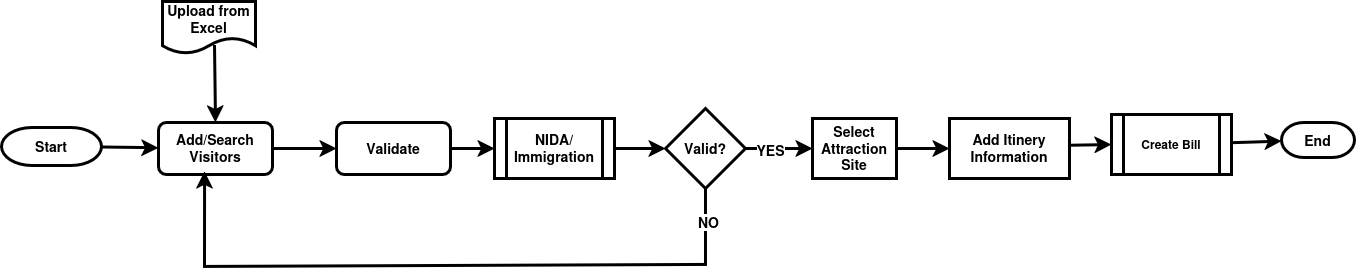 Upload from
Excel
Start
Add/Search
Visitors
Validate
NIDA/
Immigration
Valid?
YES
Select
Attraction
Site
Add Itinery
Information
Create Bill
End
NO